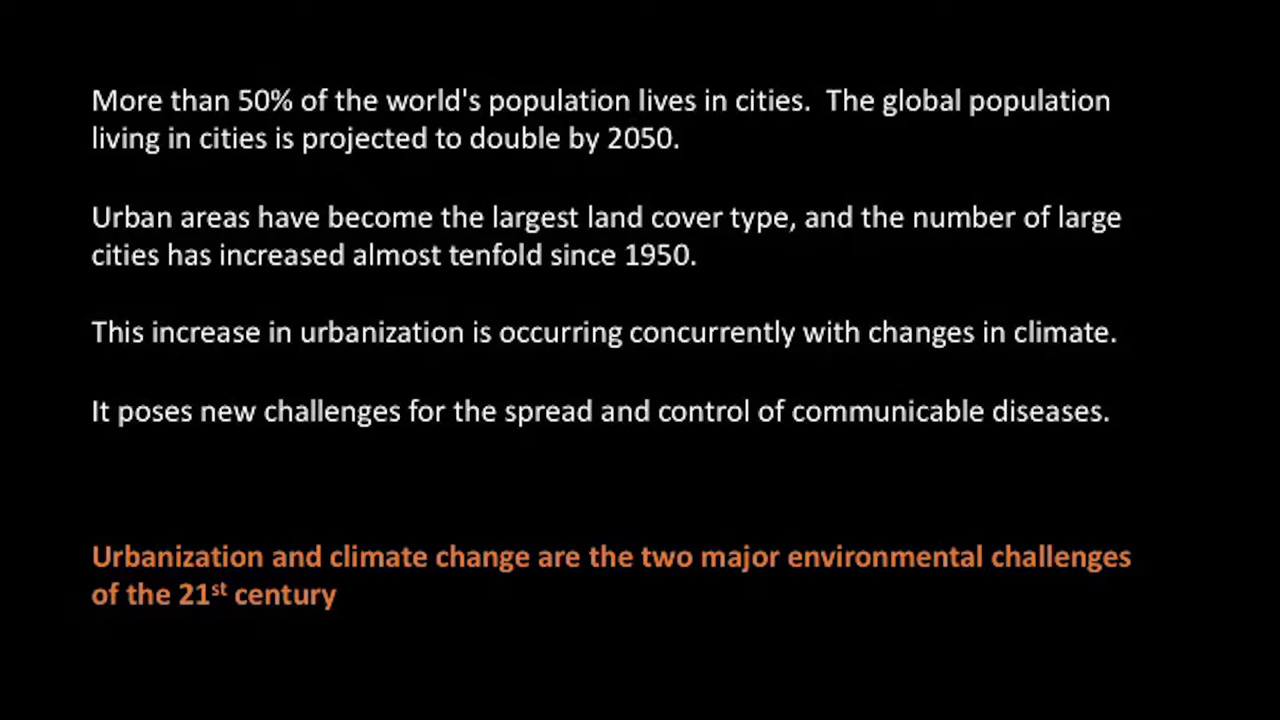 More than 50% of the world's population lives in cities.  The global population
living in cities is projected to double by 2050.
Urban areas have become the largest land cover type, and the number of large
cities has increased almost tenfold since 1950.
This increase in urbanization is occurring concurrently with changes in climate.
It poses new challenges for the spread and control of communicable diseases.
Urbanization and climate change are the two major environmental challenges
of the 21st century